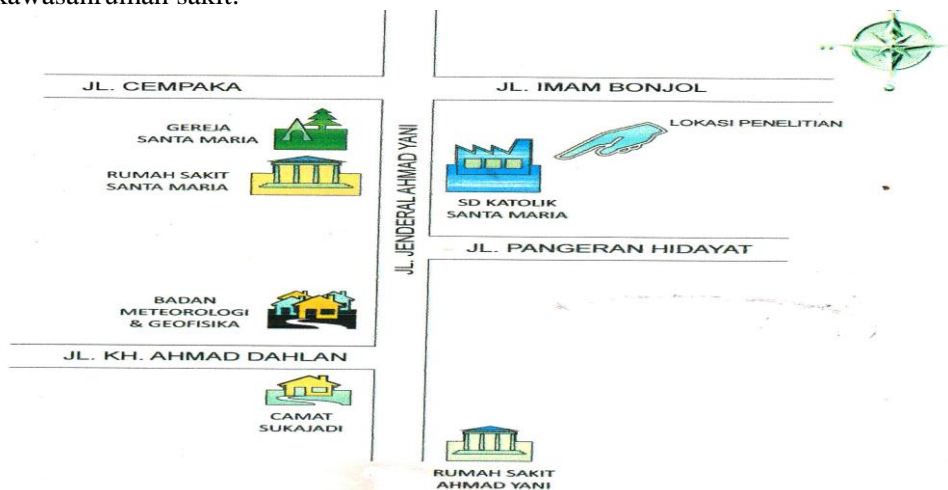 kawasanrumah sakit.
JL. CEMPAKA
JL. IMAM BONJOL
GEREJA
SANTA MARIA
LOKASI PENELITIAN
RUMAH SAKIT
SANTA MARIA
JL. JENDERAL AHMAD YANI
SD KATOLIK
SANTA MARIA
JL. PANGERAN HIDAYAT
BADAN
METEOROLOGI
& GEOFISIKA
JL. KH. AHMAD DAHLAN
CAMAT
SUKAJADI
RUMAH SAKIT
AHMAD YANI